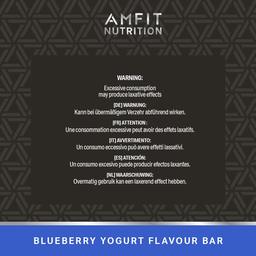 AMFIT
NUTRITION
WARNING:
Excessive consumption
may produce laxative effects
[DE] WARNUNG:
Kann bei übermäßigem Verzehr abführend wirken.
[FR] ATTENTION:
Une consommation excessive peut avoir des effets laxatifs.
[IT] AVVERTIMENTO:
Un consumo eccessivo può avere effetti lassativi.
[ES] ATENCIÓN:
Un consumo excesivo puede producir efectos laxantes.
[NL] WAARSCHUWING:
Overmatig gebruik kan een laxerend effect hebben.
BLUEBERRY YOGURT FLAVOUR BAR